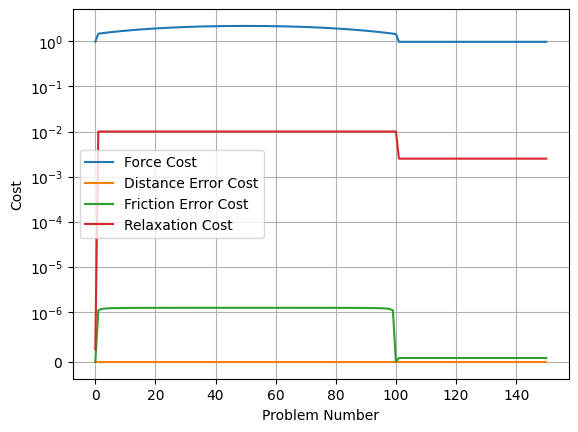 10⁰
10⁻¹
10⁻²
10⁻³
10⁻⁴
10⁻⁵
10⁻⁶
0
Cost
Force Cost
Distance Error Cost
Friction Error Cost
Relaxation Cost
0 20 40 60 80 100 120 140
Problem Number